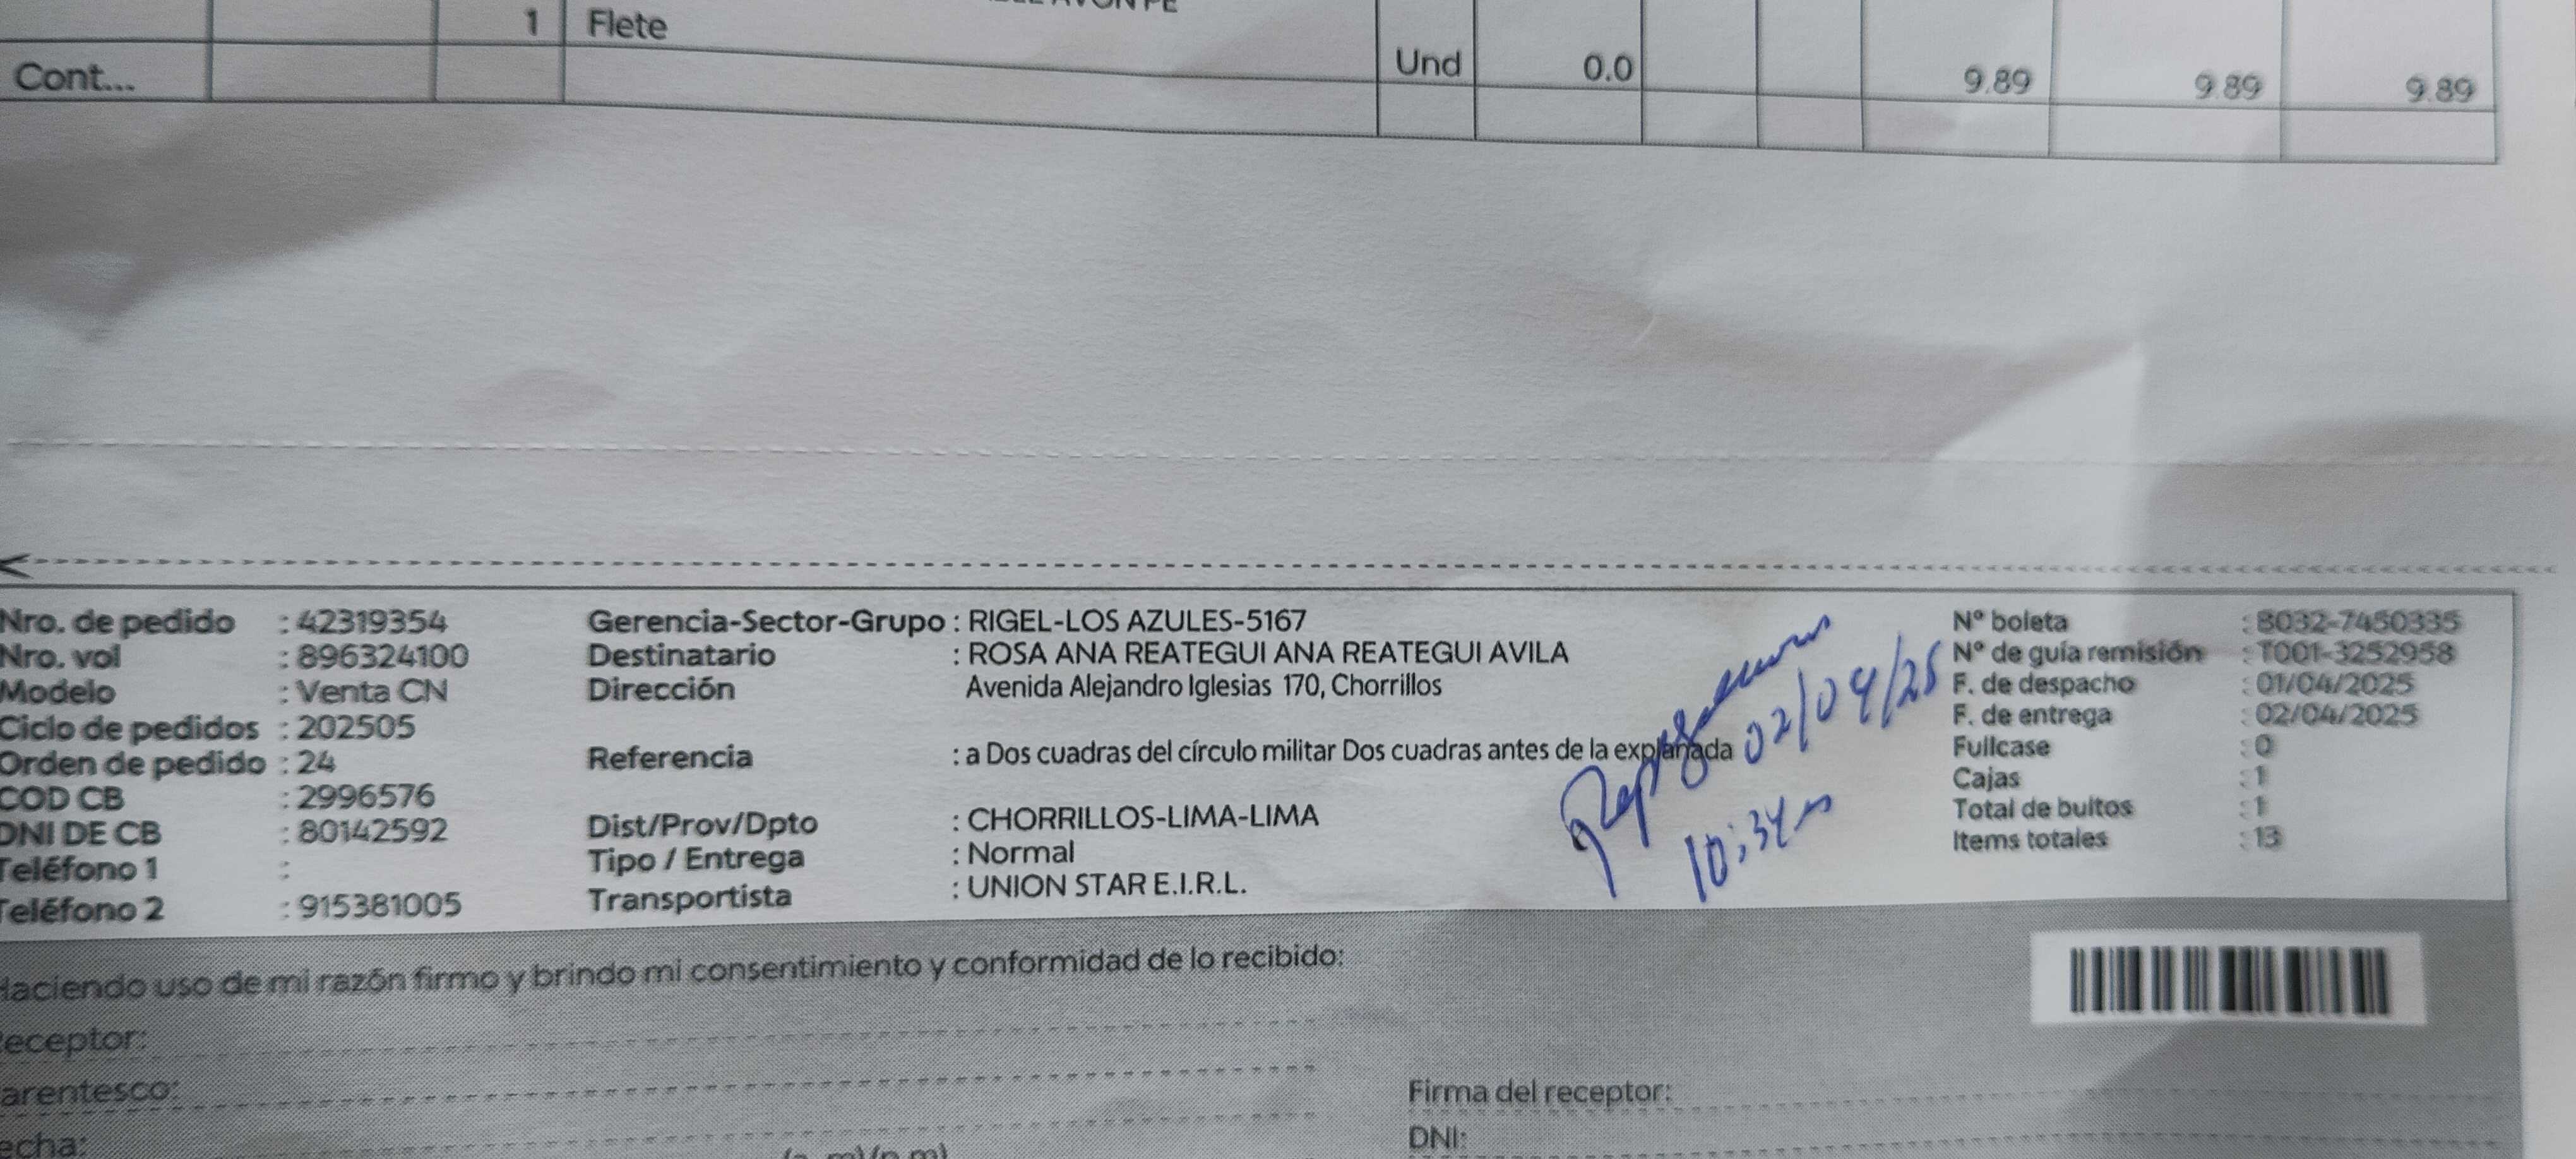 1 Flete
Cont... Und 0.0 9.89 9.89 9.89
Nro. de pedido : 42319354
Nro. vol : 896324100
Modelo : Venta CN
Ciclo de pedidos : 202505
Orden de pedido : 24
COD CB : 2996576
DNI DE CB : 80142592
Teléfono 1 :
Teléfono 2 : 915381005
Gerencia-Sector-Grupo : RIGEL-LOS AZULES-5167
Destinatario : ROSA ANA REATEGUI ANA REATEGUI AVILA
Dirección Avenida Alejandro Iglesias 170, Chorrillos
Referencia : a Dos cuadras del círculo militar Dos cuadras antes de la explanada
Dist/Prov/Dpto : CHORRILLOS-LIMA-LIMA
Tipo / Entrega : Normal
Transportista : UNION STAR E.I.R.L.
02/04/25
10:34
Nº boleta : B032-7450335
Nº de guía remisión : T001-3252958
F. de despacho : 01/04/2025
F. de entrega : 02/04/2025
Fullcase : 0
Cajas : 1
Total de bultos : 1
Items totales : 13
Haciendo uso de mi razón firmo y brindo mi consentimiento y conformidad de lo recibido:
Receptor:
arentesco:
echa:
Firma del receptor:
DNI: